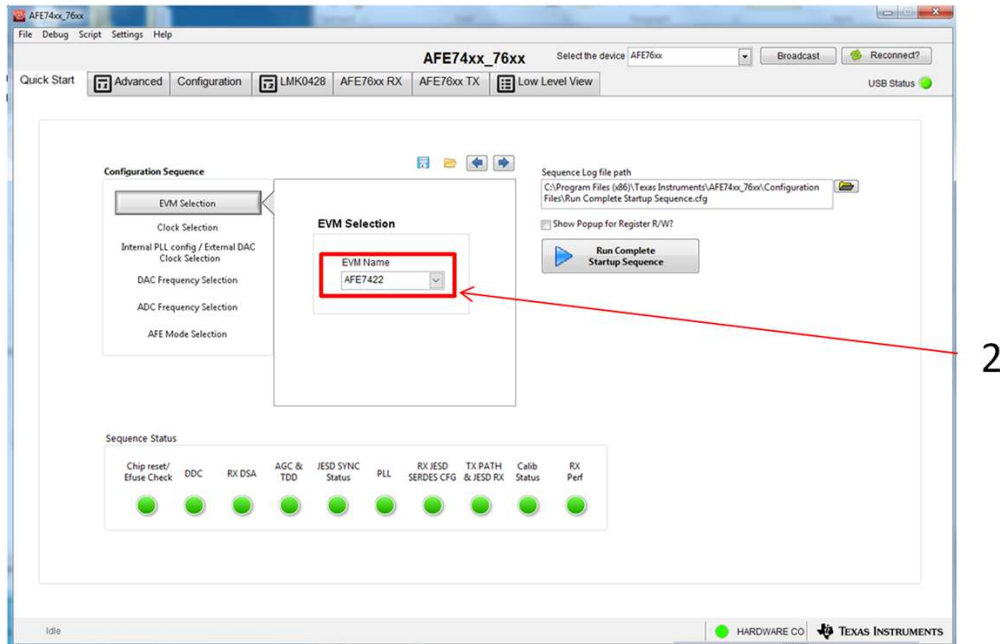 AFE74xx_76xx
File Debug Script Settings Help
AFE74xx_76xx
Select the device AFE76xx
Broadcast
Reconnect?
Quick Start
Advanced
Configuration
LMK0428
AFE76xx RX
AFE76xx TX
Low Level View
USB Status
Configuration Sequence
EVM Selection
Clock Selection
Internal PLL config / External DAC
Clock Selection
DAC Frequency Selection
ADC Frequency Selection
AFE Mode Selection
EVM Selection
EVM Name
AFE7422
Sequence Log file path
C:\Program Files (x86)\Texas Instruments\AFE74xx_76xx\Configuration
Files\Run Complete Startup Sequence.cfg
Show Popup for Register R/W?
Run Complete
Startup Sequence
2
Sequence Status
Chip reset/
Efuse Check
DDC
RX DSA
AGC &
TDD
JESD SYNC
Status
PLL
RX JESD
SERDES CFG
TX PATH
& JESD RX
Calib
Status
RX
Perf
Idle
HARDWARE CO
TEXAS INSTRUMENTS